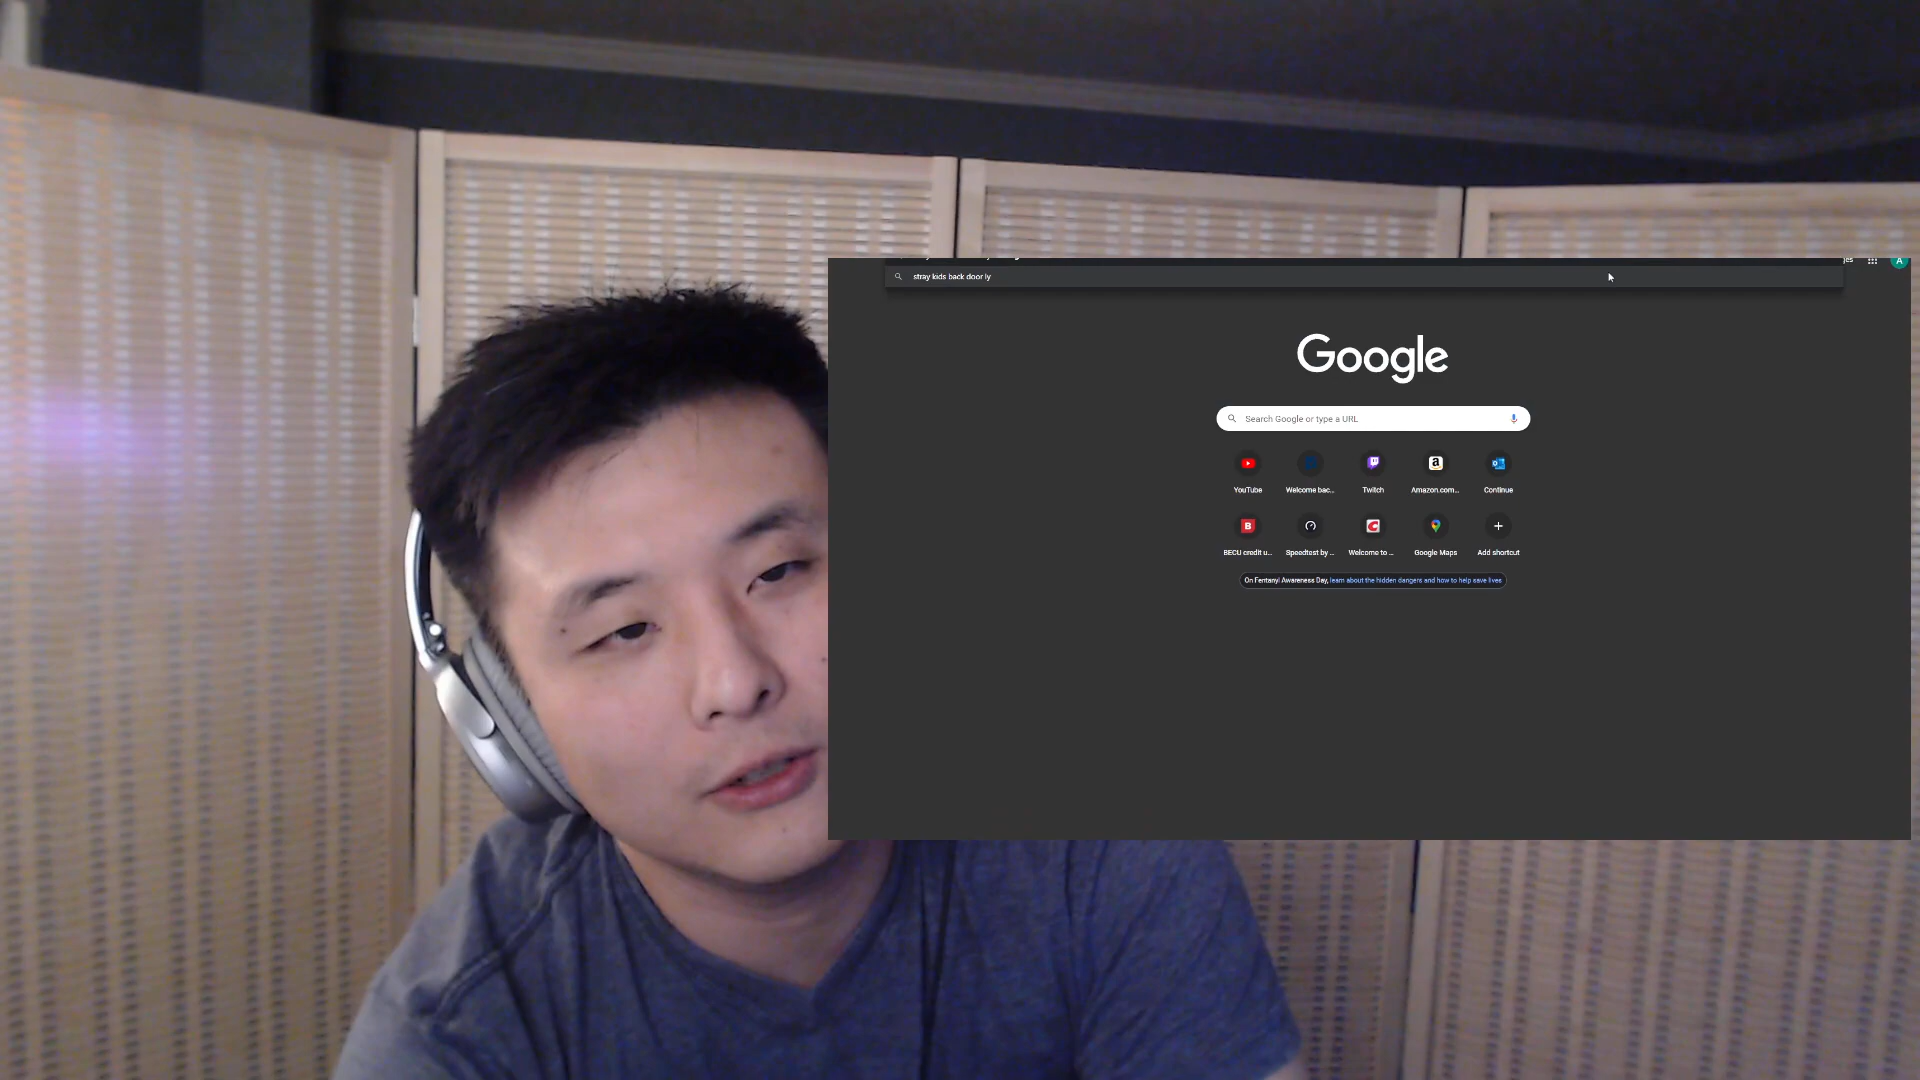 stray kids back door ly
A
Google
Search Google or type a URL
YouTube
Welcome bac...
Twitch
Amazon.com...
Continue
BECU credit u...
Speedtest by ...
Welcome to ...
Google Maps
Add shortcut
On Fentanyl Awareness Day, learn about the hidden dangers and how to help save lives